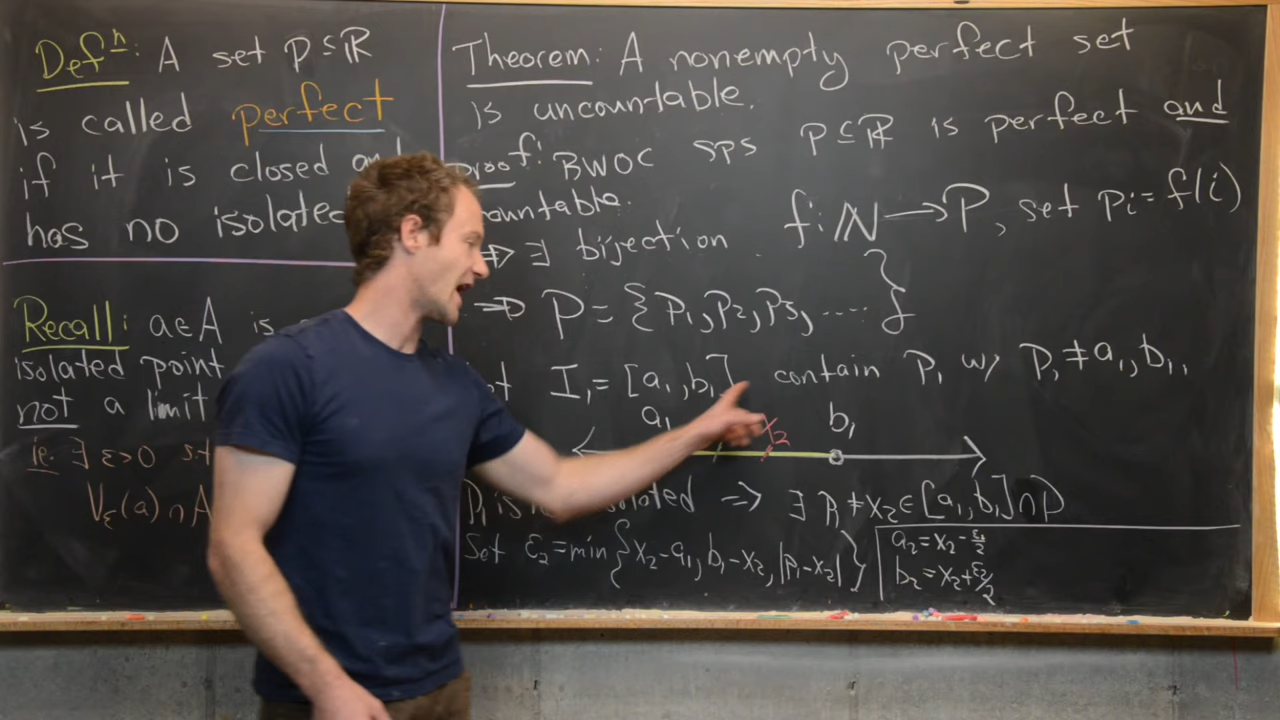 Defⁿ: A set P ⊆ ℝ
is called perfect
if it is closed
has no isolated
Recall: a∈A is
isolated point
not a limit
ie: ∃ ε>0 st
V_ε(a) ∩ A
Theorem: A nonempty perfect set
is uncountable.
Proof: BWOC sps P ⊆ ℝ is perfect and
countable.
⇒ ∃ bijection f: ℕ → P, set p_i = f(i)
⇒ P = {p₁, p₂, p₃, ....}
I₁ = [a₁, b₁] contain p₁ w/ p₁ ≠ a₁, b₁,
a₁ x₂ b₁
p₁ is isolated ⇒ ∃ p₁ ≠ x₂ ∈ [a₁, b₁] ∩ P
Set ε₂ = min {x₂ - a₁, b₁ - x₂, |p₁ - x₂|}
a₂ = x₂ - ε₂/2
b₂ = x₂ + ε₂/2